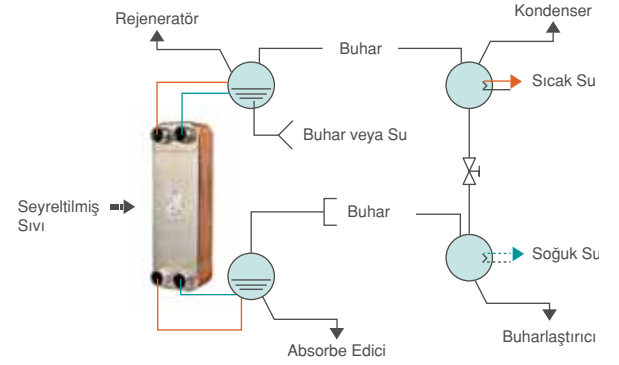 Rejeneratör
Kondenser
Buhar
Sıcak Su
Buhar veya Su
Seyreltilmiş
Sıvı
Buhar
Soğuk Su
Buharlaştırıcı
Absorbe Edici